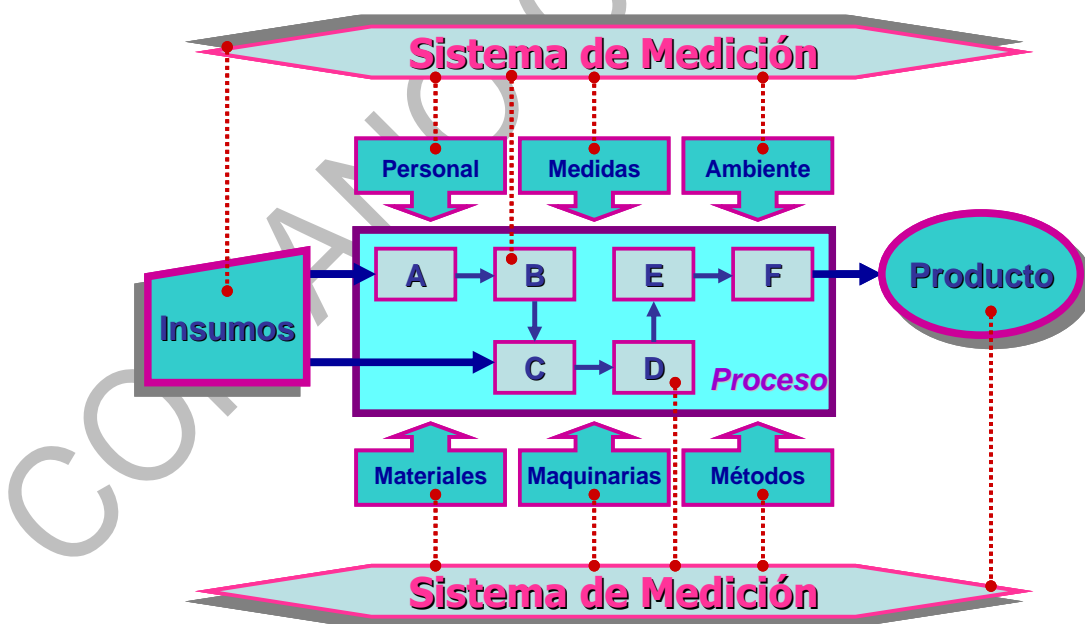 Sistema de Medición
Personal
Medidas
Ambiente
A
B
E
F
Insumos
Producto
C
D
Proceso
Materiales
Maquinarias
Métodos
Sistema de Medición